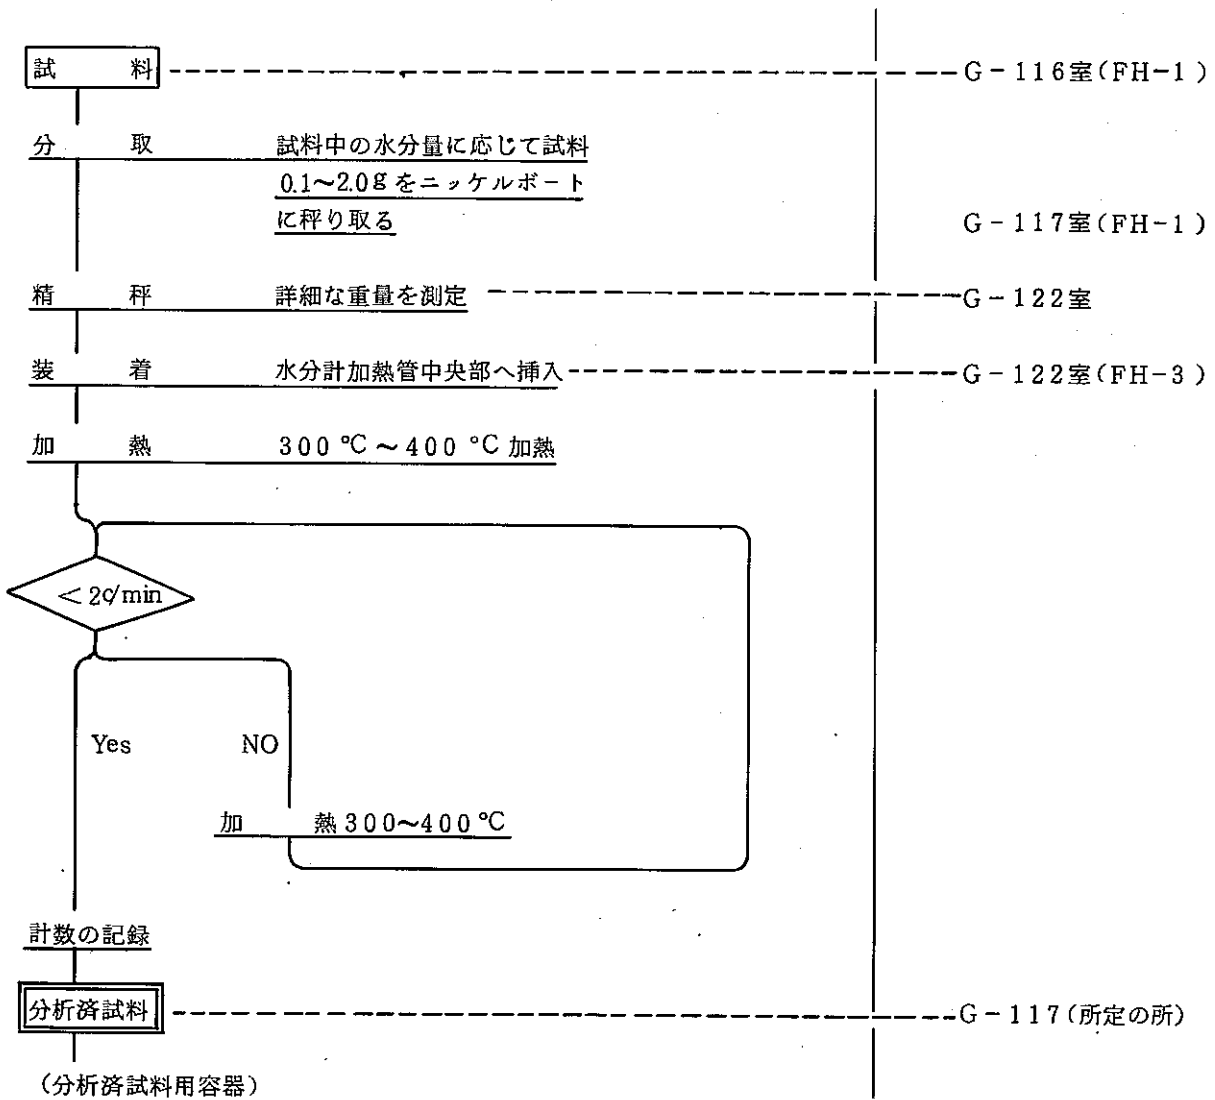 試料 G-116室(FH-1)
分取 試料中の水分量に応じて試料
0.1~2.0gをニッケルボート
に秤り取る G-117室(FH-1)
精秤 詳細な重量を測定 G-122室
装着 水分計加熱管中央部へ挿入 G-122室(FH-3)
加熱 300℃~400℃加熱
<2c/min
Yes NO
加熱300~400℃
計数の記録
分析済試料 G-117(所定の所)
(分析済試料用容器)